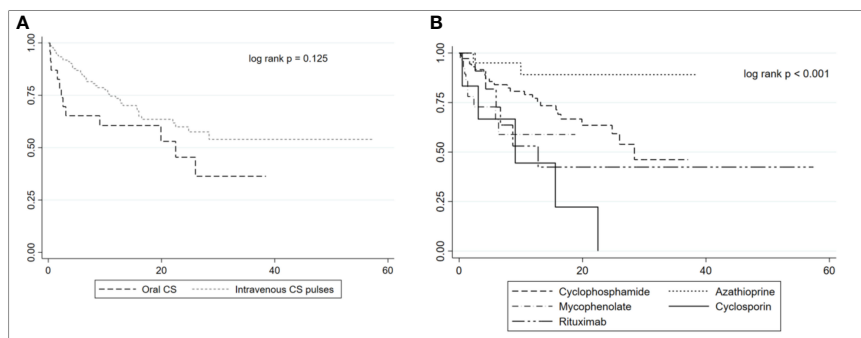 A
log rank p = 0.125
1.00
0.75
0.50
0.25
0.00
0 20 40 60
Oral CS Intravenous CS pulses
B
log rank p < 0.001
1.00
0.75
0.50
0.25
0.00
0 20 40 60
Cyclophosphamide Azathioprine
Mycophenolate Cyclosporin
Rituximab